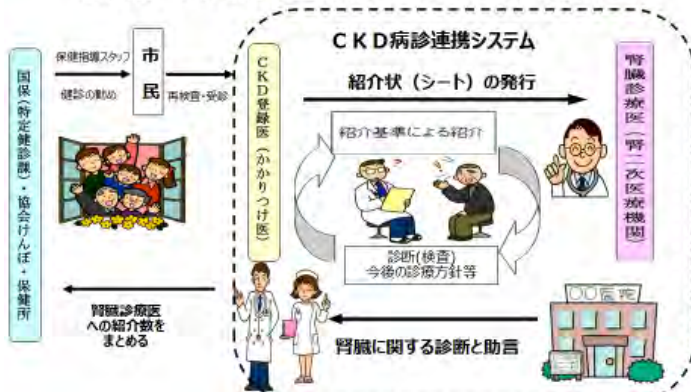 CKD病診連携システム
保健指導スタッフ
健診の勧め
市民
再検査・受診
国保(特定健診課)・協会けんぽ・保健所
CKD登録医(かかりつけ医)
紹介状(シート)の発行
腎臓診療医(腎二次医療機関)
紹介基準による紹介
診断(検査)
今後の診療方針等
腎臓診療医
への紹介数を
まとめる
腎臓に関する診断と助言
〇〇医院